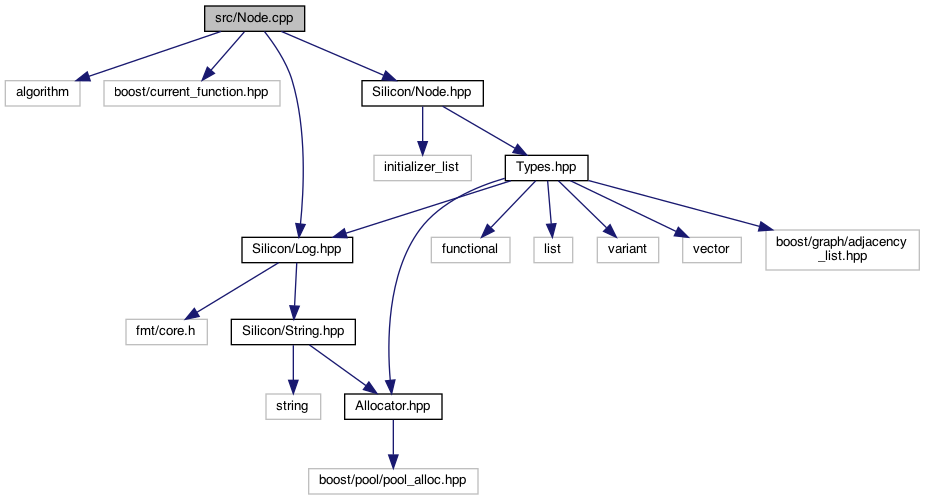 src/Node.cpp
algorithm
boost/current_function.hpp
Silicon/Node.hpp
initializer_list
Types.hpp
Silicon/Log.hpp
functional
list
variant
vector
boost/graph/adjacency
_list.hpp
fmt/core.h
Silicon/String.hpp
string
Allocator.hpp
boost/pool/pool_alloc.hpp